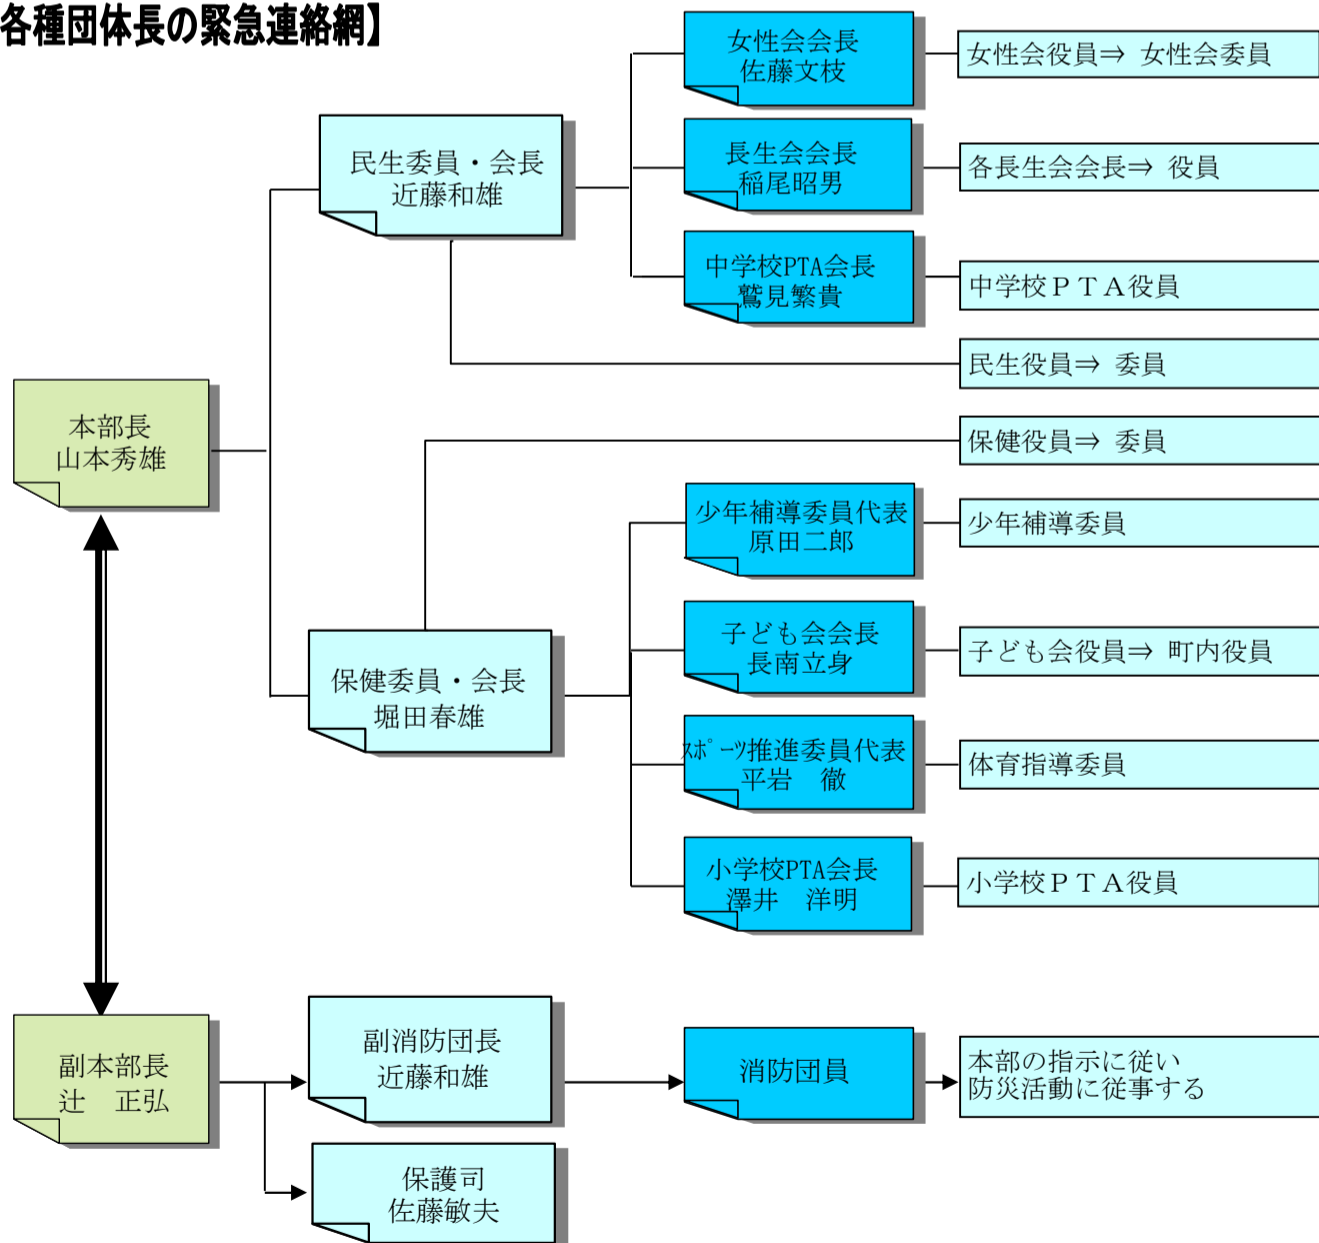 各種団体長の緊急連絡網】
女性会会長
佐藤文枝
女性会役員⇒ 女性会委員
民生委員・会長
近藤和雄
長生会会長
稲尾昭男
各長生会会長⇒ 役員
中学校PTA会長
鷲見繁貴
中学校ＰＴＡ役員
民生役員⇒ 委員
本部長
山本秀雄
保健役員⇒ 委員
少年補導委員代表
原田二郎
少年補導委員
保健委員・会長
堀田春雄
子ども会会長
長南立身
子ども会役員⇒ 町内役員
ｽﾎﾟｰﾂ推進委員代表
平岩　徹
体育指導委員
小学校PTA会長
澤井　洋明
小学校ＰＴＡ役員
副本部長
辻　正弘
副消防団長
近藤和雄
消防団員
本部の指示に従い
防災活動に従事する
保護司
佐藤敏夫